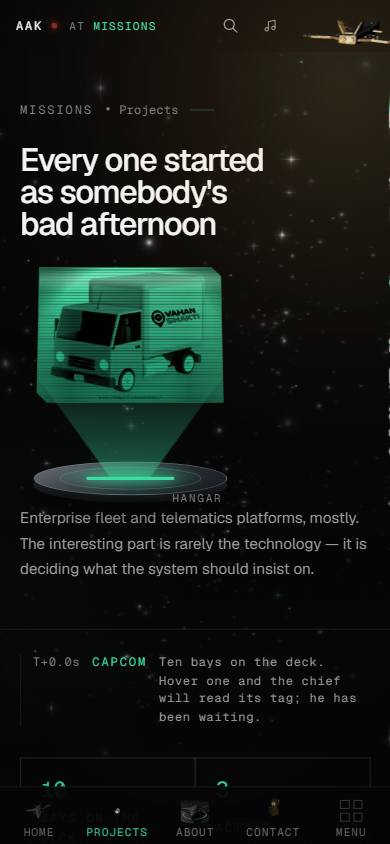 AAK AT MISSIONS
MISSIONS • Projects
Every one started
as somebody's
bad afternoon
VAHAN
SHAKTI
HANGAR
Enterprise fleet and telematics platforms, mostly.
The interesting part is rarely the technology — it is
deciding what the system should insist on.
T+0.0s CAPCOM Ten bays on the deck.
Hover one and the chief
will read its tag; he has
been waiting.
10 3
HOME PROJECTS ABOUT CONTACT MENU